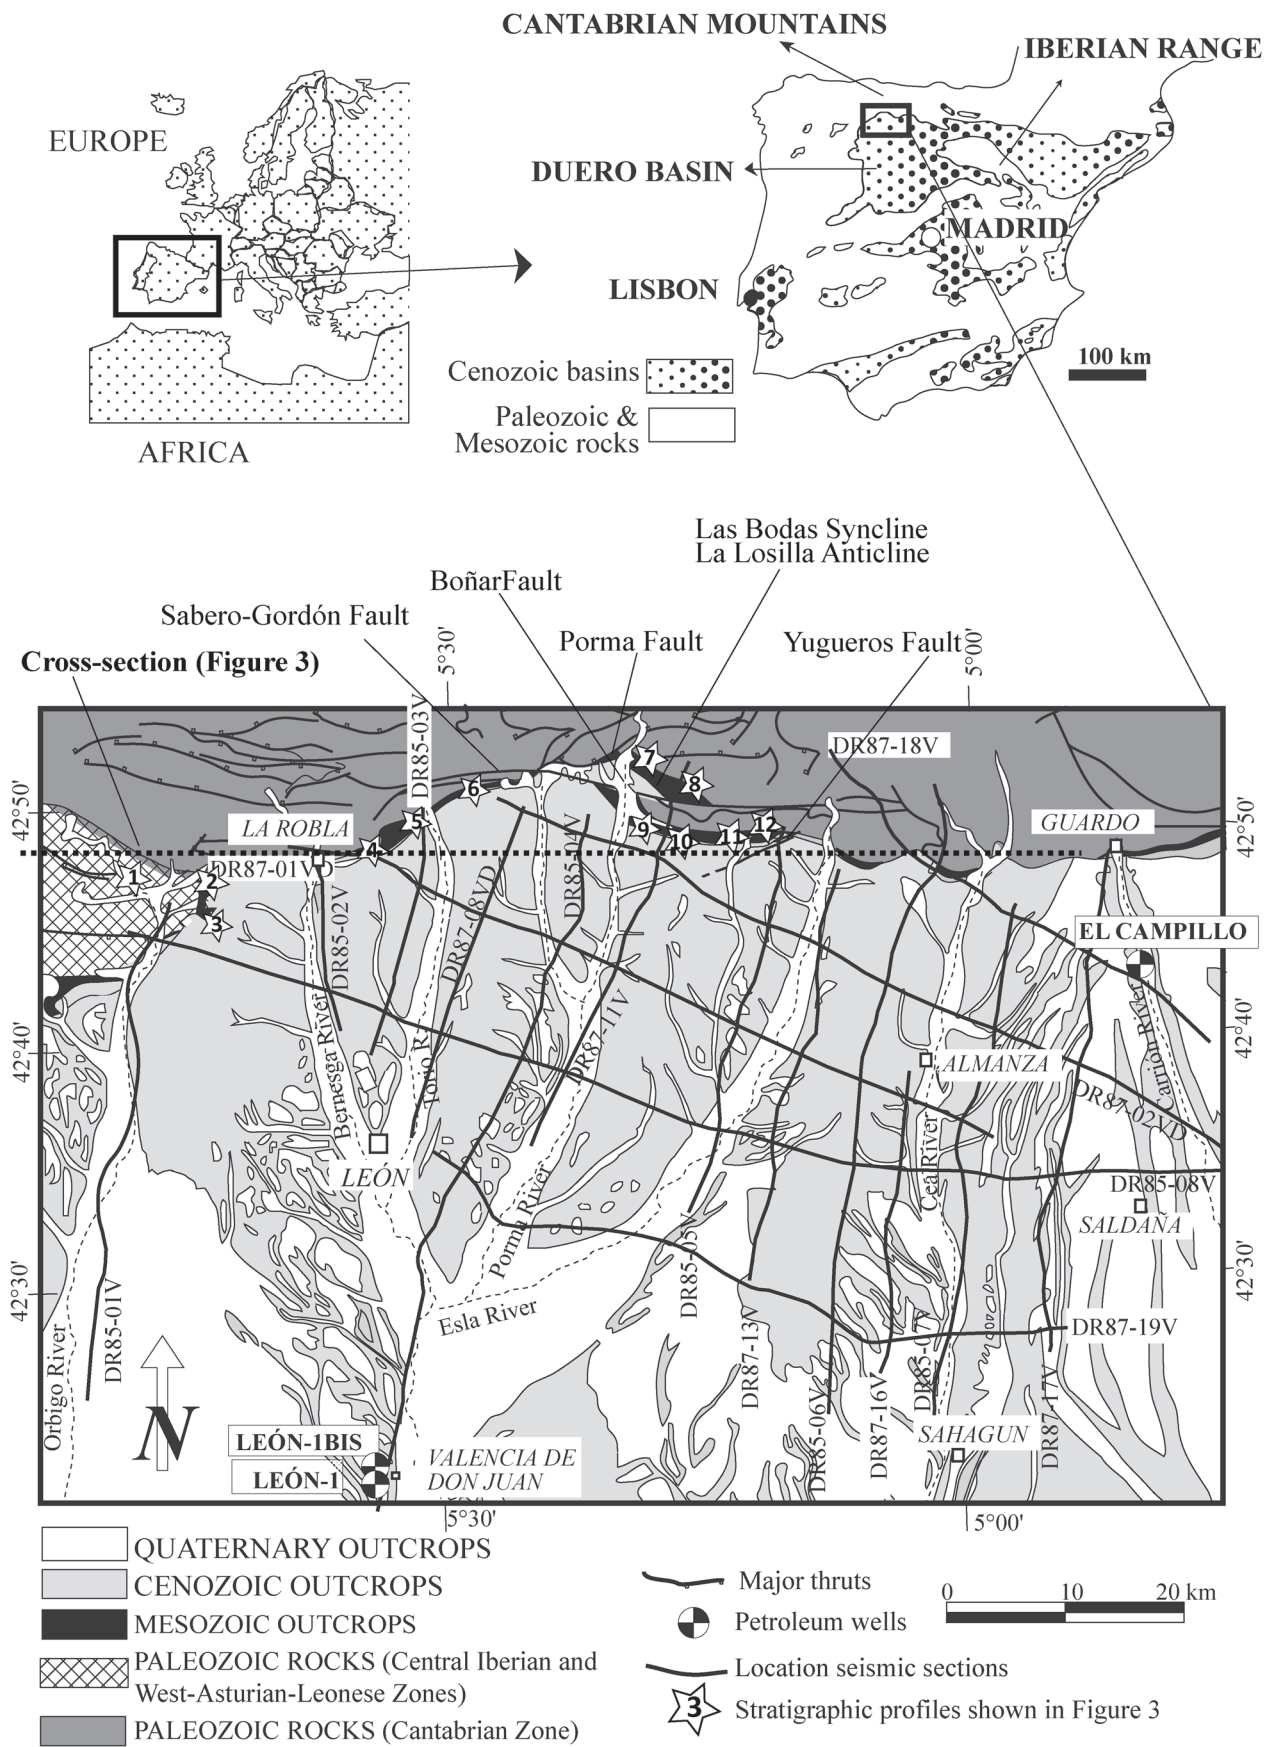 CANTABRIAN MOUNTAINS
IBERIAN RANGE
EUROPE
DUERO BASIN
MADRID
LISBON
100 km
Cenozoic basins
Paleozoic &
Mesozoic rocks
AFRICA
Las Bodas Syncline
La Losilla Anticline
BoñarFault
Sabero-Gordón Fault
Porma Fault
Yugueros Fault
Cross-section (Figure 3)
5°30'
5°00'
DR85-03V
DR87-18V
7
8
6
42°50'
42°50'
LA ROBLA
5
9
10
11
12
GUARDO
4
DR87-01VD
1
2
3
DR85-02V
DR87-08VD
DR85-04V
EL CAMPILLO
DR87-11V
Bernesga River
Torío R.
Carrion River
42°40'
42°40'
ALMANZA
DR87-02VD
LEÓN
Cea River
DR85-08V
SALDAÑA
Porma River
42°30'
42°30'
DR85-01V
Esla River
DR85-05V
DR87-13V
DR85-07V
DR87-19V
Orbigo River
DR85-06V
DR87-16V
DR87-17V
N
LEÓN-1BIS
LEÓN-1
VALENCIA DE
DON JUAN
SAHAGUN
5°30'
5°00'
QUATERNARY OUTCROPS
CENOZOIC OUTCROPS
MESOZOIC OUTCROPS
PALEOZOIC ROCKS (Central Iberian and
West-Asturian-Leonese Zones)
PALEOZOIC ROCKS (Cantabrian Zone)
Major thruts
Petroleum wells
Location seismic sections
3
Stratigraphic profiles shown in Figure 3
0 10 20 km